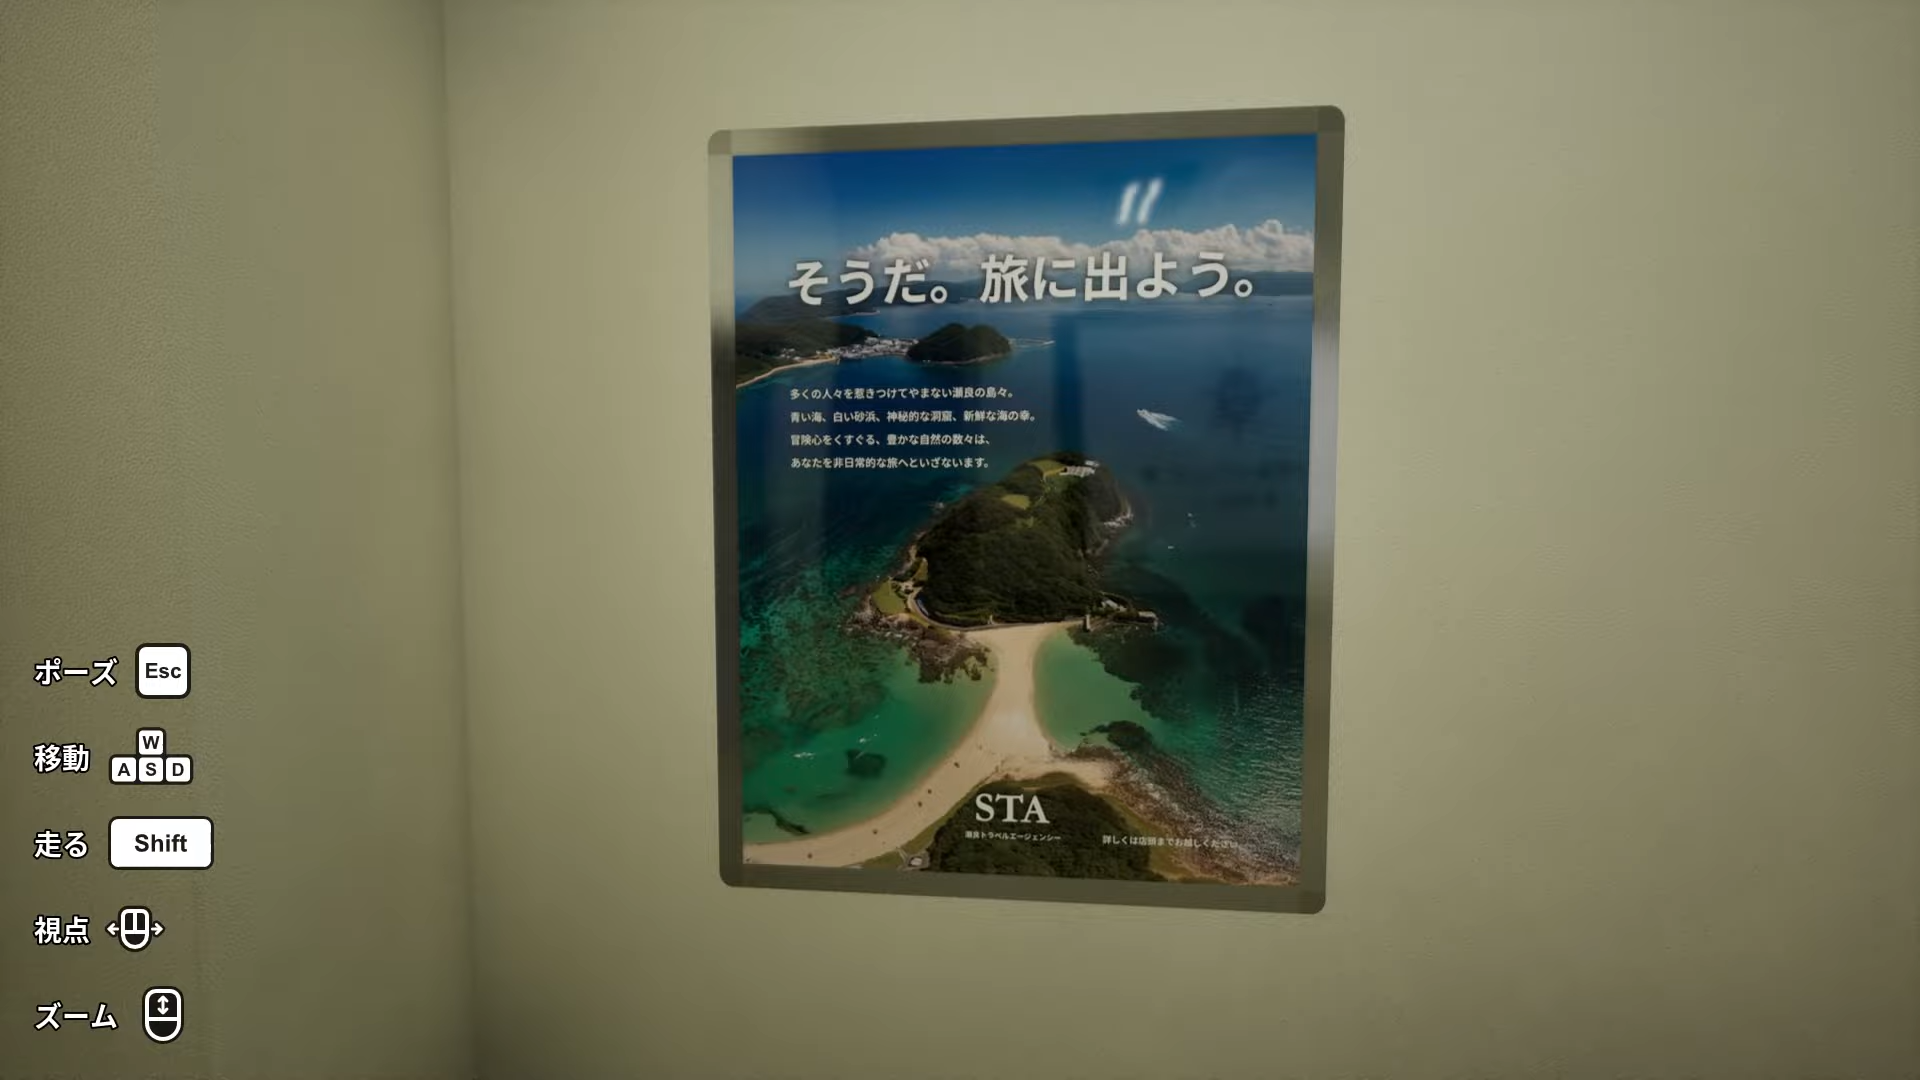 そうだ。旅に出よう。
多くの人々を惹きつけてやまない瀬良の島々。
青い海、白い砂浜、神秘的な洞窟、新鮮な海の幸。
冒険心をくすぐる、豊かな自然の数々は、
あなたを非日常的な旅へといざないます。
STA
瀬良トラベルエージェンシー
詳しくは店頭までお越しください
ポーズ Esc
移動 W A S D
走る Shift
視点
ズーム